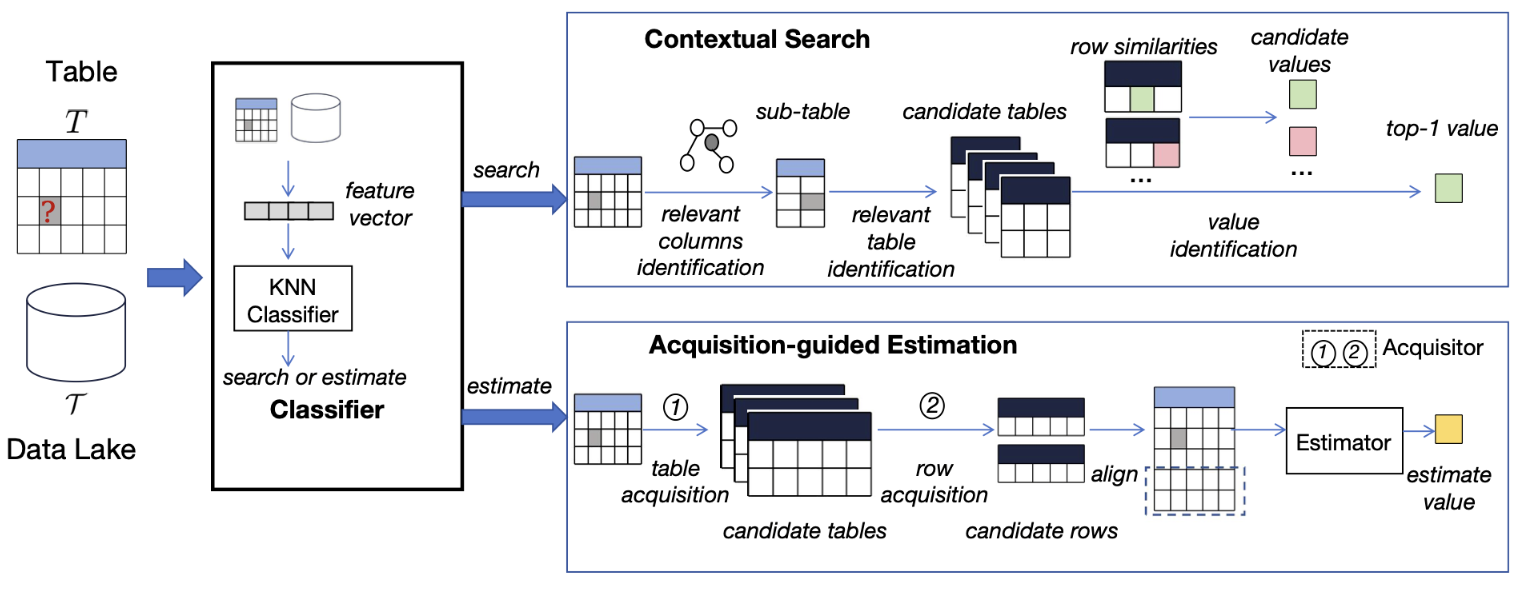 Table
T
?
𝒯
Data Lake
feature
vector
KNN
Classifier
search or estimate
Classifier
search
estimate
Contextual Search
relevant
columns
identification
sub-table
relevant
table
identification
candidate tables
row similarities
...
candidate
values
...
value
identification
top-1 value
Acquisition-guided Estimation
1 2 Acquisitor
1
table
acquisition
candidate tables
2
row
acquisition
candidate rows
align
Estimator
estimate
value